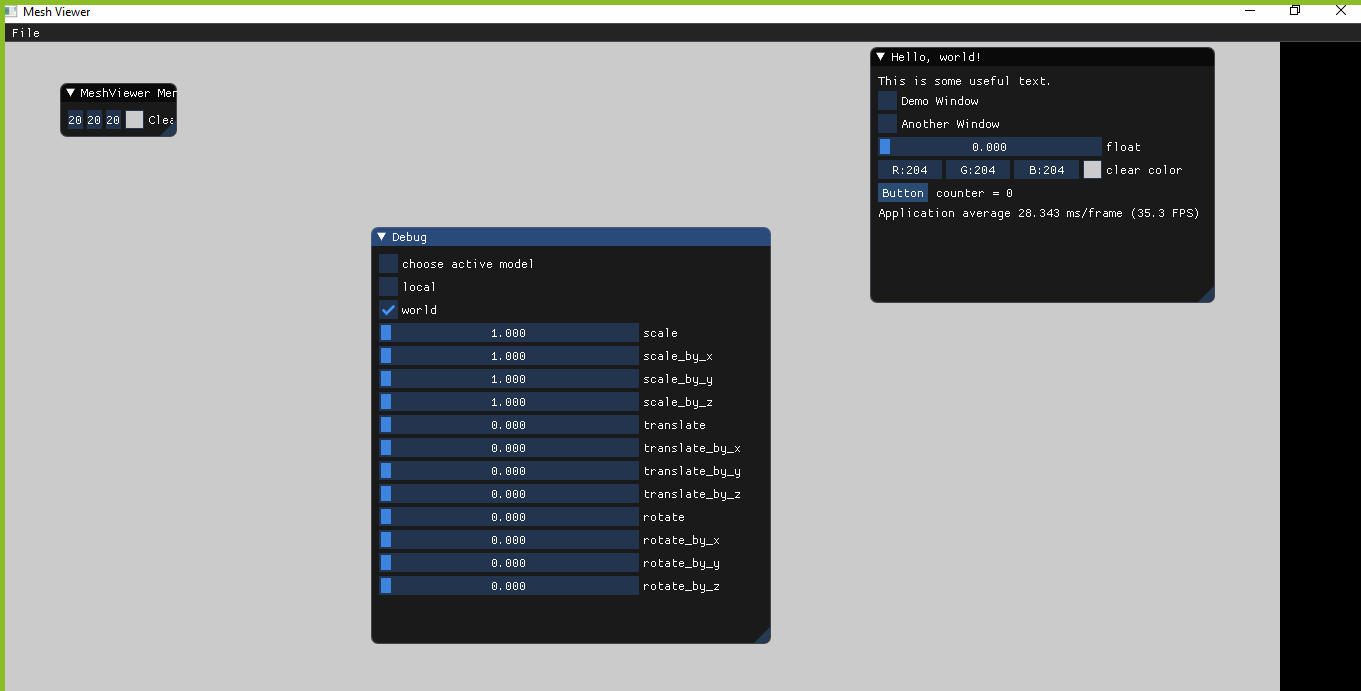 Mesh Viewer
File
MeshViewer Men
20 20 20 Clea
Hello, world!
This is some useful text.
Demo Window
Another Window
0.000 float
R:204 G:204 B:204 clear color
Button counter = 0
Application average 28.343 ms/frame (35.3 FPS)
Debug
choose active model
local
world
1.000 scale
1.000 scale_by_x
1.000 scale_by_y
1.000 scale_by_z
0.000 translate
0.000 translate_by_x
0.000 translate_by_y
0.000 translate_by_z
0.000 rotate
0.000 rotate_by_x
0.000 rotate_by_y
0.000 rotate_by_z